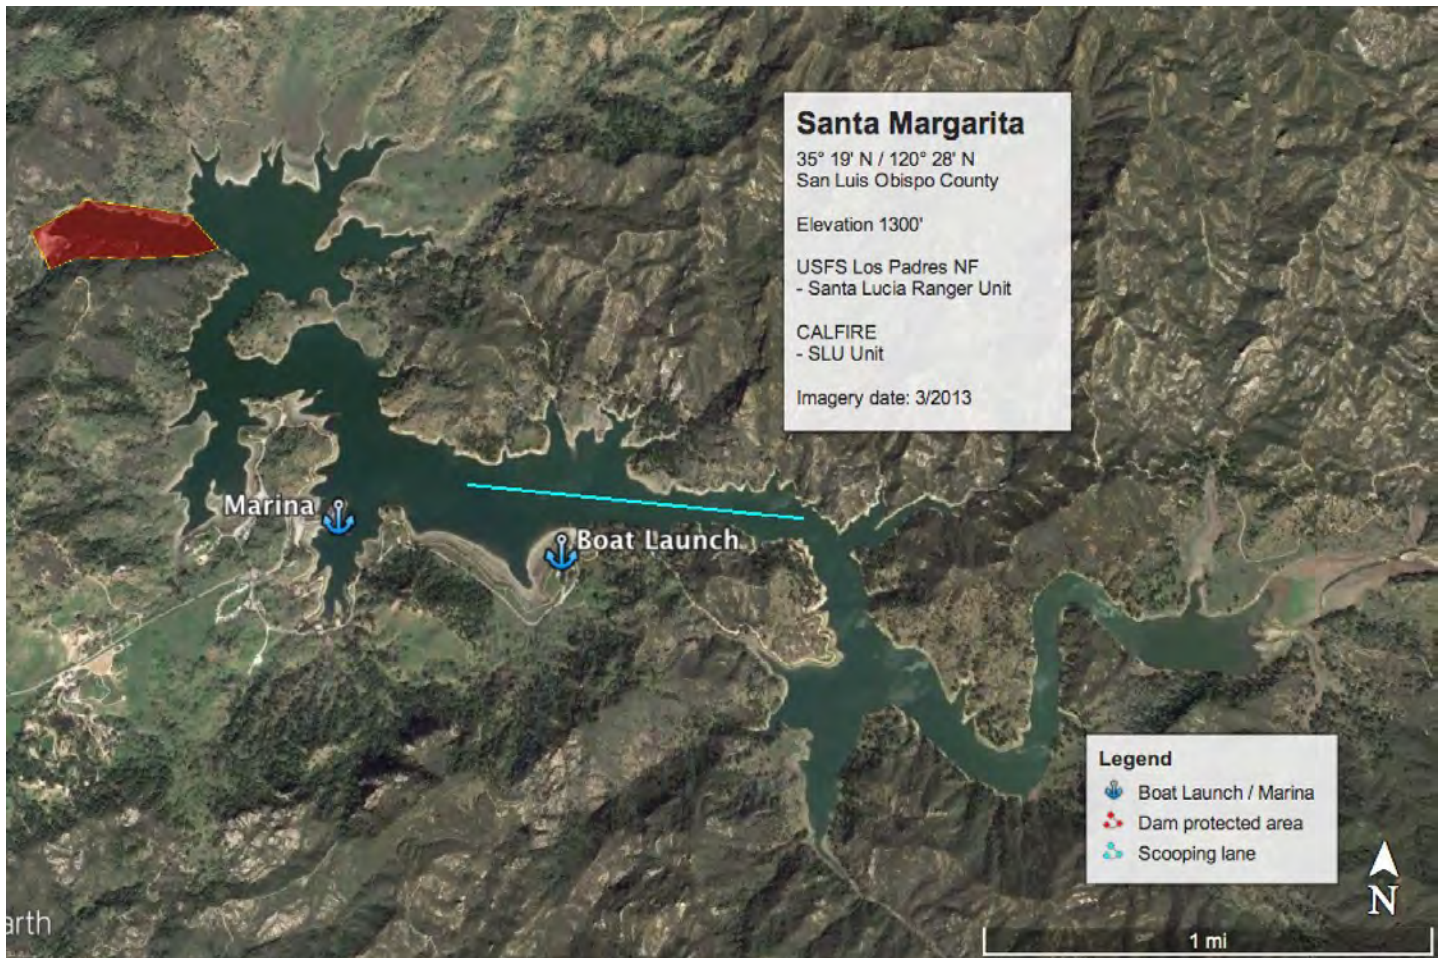 Santa Margarita
35° 19' N / 120° 28' N
San Luis Obispo County
Elevation 1300'
USFS Los Padres NF
- Santa Lucia Ranger Unit
CALFIRE
- SLU Unit
Imagery date: 3/2013
Marina
Boat Launch
Legend
Boat Launch / Marina
Dam protected area
Scooping lane
arth
N
1 mi